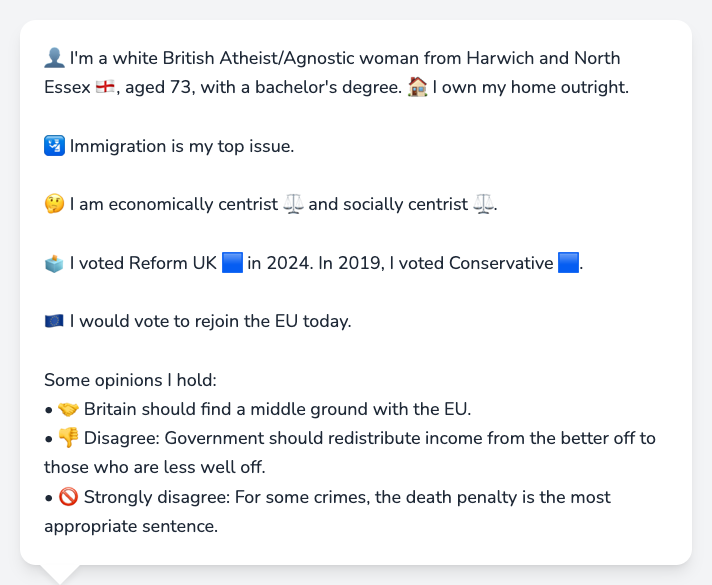 👤 I'm a white British Atheist/Agnostic woman from Harwich and North
Essex 🏴󠁧󠁢󠁥󠁮󠁧󠁿, aged 73, with a bachelor's degree. 🏠 I own my home outright.
🛂 Immigration is my top issue.
🤔 I am economically centrist ⚖️ and socially centrist ⚖️.
🗳️ I voted Reform UK 🟦 in 2024. In 2019, I voted Conservative 🟦.
🇪🇺 I would vote to rejoin the EU today.
Some opinions I hold:
• 🤝 Britain should find a middle ground with the EU.
• 👎 Disagree: Government should redistribute income from the better off to
those who are less well off.
• 🚫 Strongly disagree: For some crimes, the death penalty is the most
appropriate sentence.